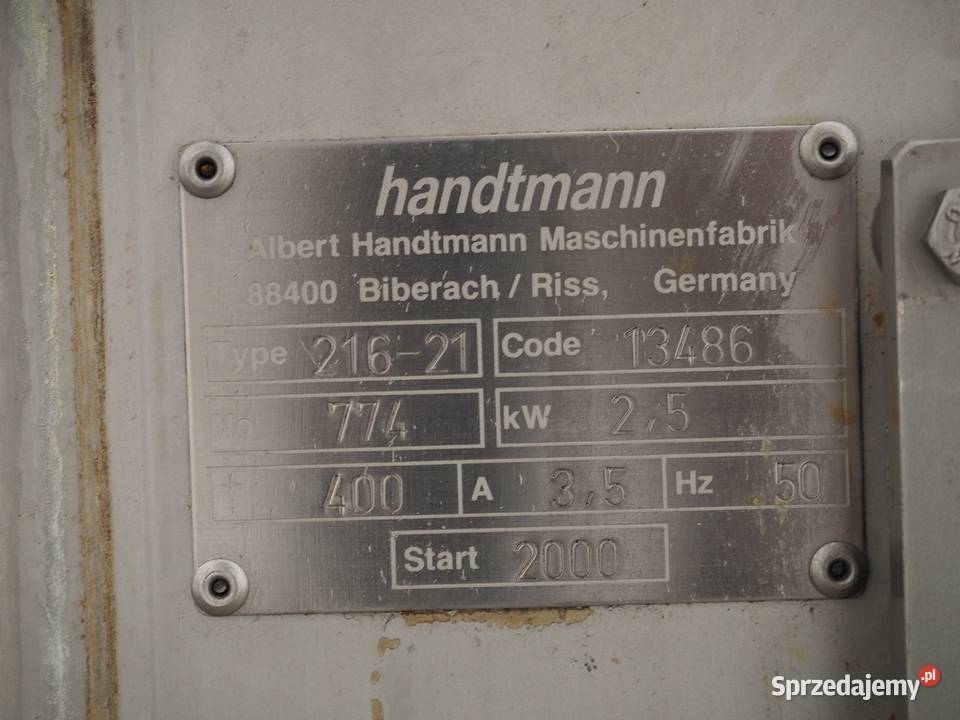 handtmann
Albert Handtmann Maschinenfabrik
88400 Biberach / Riss, Germany
Type 216-21 Code 13486
No 774 kW 2,5
400 A 3,5 Hz 50
Start 2000
Sprzedajemy.pl